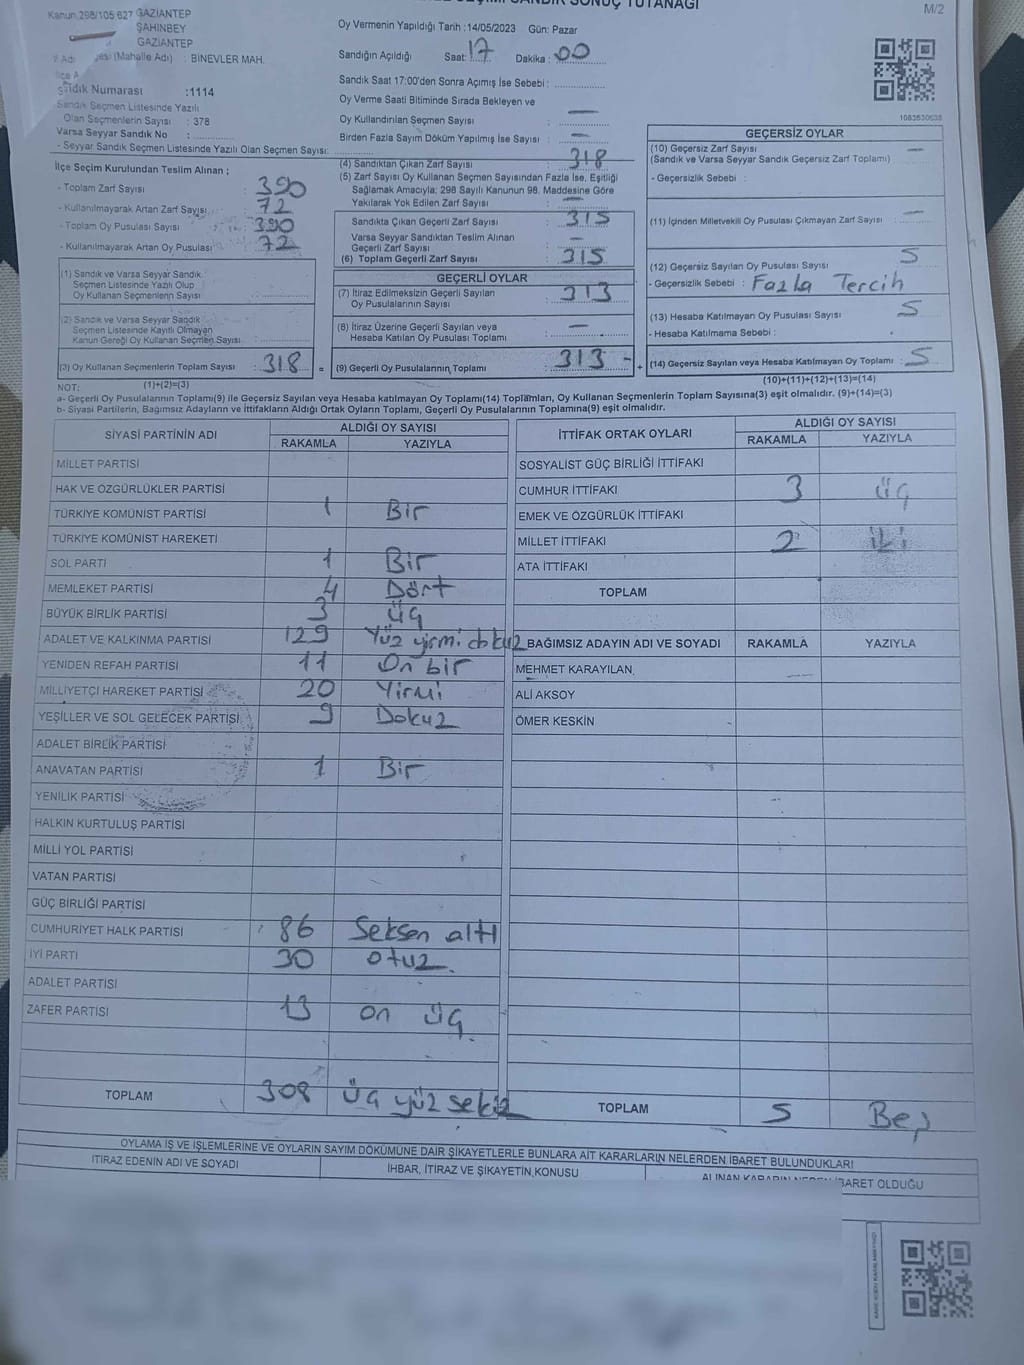 SEÇİMİ SANDIK SONUÇ TUTANAĞI
M/2
Kanun 298/105 627 GAZİANTEP
ŞAHİNBEY
GAZİANTEP
(Mahalle Adı) : BİNEVLER MAH.
Sandık Numarası :1114
Sandık Seçmen Listesinde Yazılı
Olan Seçmenlerin Sayısı : 378
Varsa Seyyar Sandık No :
- Seyyar Sandık Seçmen Listesinde Yazılı Olan Seçmen Sayısı:
Oy Vermenin Yapıldığı Tarih :14/05/2023 Gün: Pazar
Sandığın Açıldığı Saat: 17 Dakika : 00
Sandık Saat 17:00'den Sonra Açımış İse Sebebi :
Oy Verme Saati Bitiminde Sırada Bekleyen ve
Oy Kullandırılan Seçmen Sayısı : —
Birden Fazla Sayım Döküm Yapılmış İse Sayısı : —
1083630638
İlçe Seçim Kurulundan Teslim Alınan ;
- Toplam Zarf Sayısı : 390
- Kullanılmayarak Artan Zarf Sayısı : 72
- Toplam Oy Pusulası Sayısı : 390
- Kullanılmayarak Artan Oy Pusulası : 72
(1) Sandık ve Varsa Seyyar Sandık
Seçmen Listesinde Yazılı Olup
Oy Kullanan Seçmenlerin Sayısı :
(2) Sandık ve Varsa Seyyar Sandık
Seçmen Listesinde Kayıtlı Olmayan
Kanun Gereği Oy Kullanan Seçmen Sayısı :
(3) Oy Kullanan Seçmenlerin Toplam Sayısı : 318 =
(1)+(2)=(3)
(4) Sandıktan Çıkan Zarf Sayısı : 318
(5) Zarf Sayısı Oy Kullanan Seçmen Sayısından Fazla İse, Eşitliği
Sağlamak Amacıyla; 298 Sayılı Kanunun 98. Maddesine Göre
Yakılarak Yok Edilen Zarf Sayısı : —
Sandıkta Çıkan Geçerli Zarf Sayısı : 315
Varsa Seyyar Sandıktan Teslim Alınan
Geçerli Zarf Sayısı : —
(6) Toplam Geçerli Zarf Sayısı : 315
GEÇERLİ OYLAR
(7) İtiraz Edilmeksizin Geçerli Sayılan
Oy Pusulalarının Sayısı : 313
(8) İtiraz Üzerine Geçerli Sayılan veya
Hesaba Katılan Oy Pusulası Toplamı : —
(9) Geçerli Oy Pusulalarının Toplamı : 313 +
GEÇERSİZ OYLAR
(10) Geçersiz Zarf Sayısı : —
(Sandık ve Varsa Seyyar Sandık Geçersiz Zarf Toplamı)
- Geçersizlik Sebebi :
(11) İçinden Milletvekili Oy Pusulası Çıkmayan Zarf Sayısı : —
(12) Geçersiz Sayılan Oy Pusulası Sayısı : 5
- Geçersizlik Sebebi : Fazla Tercih
(13) Hesaba Katılmayan Oy Pusulası Sayısı : 5
- Hesaba Katılmama Sebebi :
(14) Geçersiz Sayılan veya Hesaba Katılmayan Oy Toplamı : 5
(10)+(11)+(12)+(13)=(14)
NOT:
a- Geçerli Oy Pusulalarının Toplamı(9) ile Geçersiz Sayılan veya Hesaba katılmayan Oy Toplamı(14) Toplamları, Oy Kullanan Seçmenlerin Toplam Sayısına(3) eşit olmalıdır. (9)+(14)=(3)
b- Siyasi Partilerin, Bağımsız Adayların ve İttifakların Aldığı Ortak Oyların Toplamı, Geçerli Oy Pusulalarının Toplamına(9) eşit olmalıdır.
SİYASİ PARTİNİN ADI ALDIĞI OY SAYISI
RAKAMLA YAZIYLA
MİLLET PARTİSİ
HAK VE ÖZGÜRLÜKLER PARTİSİ
TÜRKİYE KOMÜNİST PARTİSİ 1 Bir
TÜRKİYE KOMÜNİST HAREKETİ
SOL PARTİ 1 Bir
MEMLEKET PARTİSİ 4 Dört
BÜYÜK BİRLİK PARTİSİ 3 Üç
ADALET VE KALKINMA PARTİSİ 129 Yüz yirmi dokuz
YENİDEN REFAH PARTİSİ 11 On bir
MİLLİYETÇİ HAREKET PARTİSİ 20 Yirmi
YEŞİLLER VE SOL GELECEK PARTİSİ 9 Dokuz
ADALET BİRLİK PARTİSİ
ANAVATAN PARTİSİ 1 Bir
YENİLİK PARTİSİ
HALKIN KURTULUŞ PARTİSİ
MİLLİ YOL PARTİSİ
VATAN PARTİSİ
GÜÇ BİRLİĞİ PARTİSİ
CUMHURİYET HALK PARTİSİ 86 Seksen altı
İYİ PARTİ 30 otuz
ADALET PARTİSİ
ZAFER PARTİSİ 13 on üç
TOPLAM 308 üç yüz sekiz
İTTİFAK ORTAK OYLARI ALDIĞI OY SAYISI
RAKAMLA YAZIYLA
SOSYALİST GÜÇ BİRLİĞİ İTTİFAKI
CUMHUR İTTİFAKI 3 üç
EMEK VE ÖZGÜRLÜK İTTİFAKI
MİLLET İTTİFAKI 2 iki
ATA İTTİFAKI
TOPLAM
BAĞIMSIZ ADAYIN ADI VE SOYADI RAKAMLA YAZIYLA
MEHMET KARAYILAN —
ALİ AKSOY
ÖMER KESKİN
TOPLAM 5 Beş
OYLAMA İŞ VE İŞLEMLERİNE VE OYLARIN SAYIM DÖKÜMÜNE DAİR ŞİKAYETLERLE BUNLARA AİT KARARLARIN NELERDEN İBARET BULUNDUKLARI
İTİRAZ EDENİN ADI VE SOYADI
İHBAR, İTİRAZ VE ŞİKAYETİN KONUSU
ALINAN KARARIN NEDEN İBARET OLDUĞU